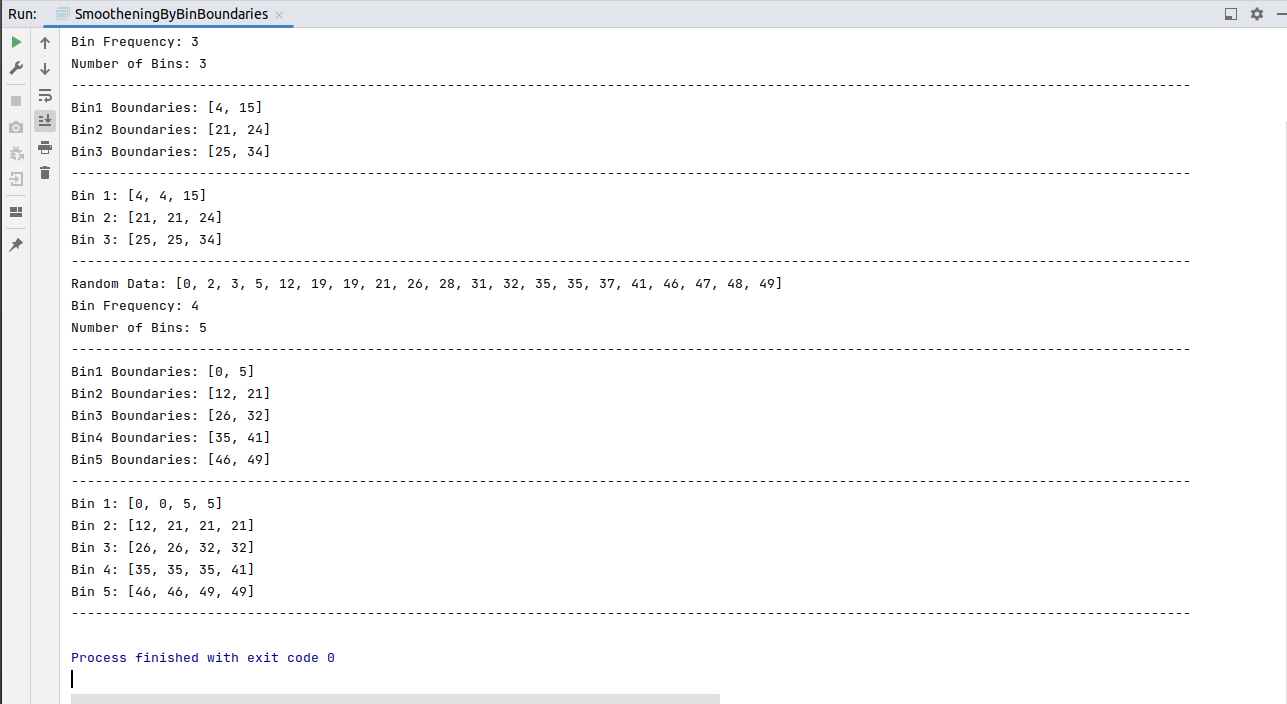 Run: SmootheningByBinBoundaries
Bin Frequency: 3
Number of Bins: 3
--------------------------------------------------------------------------------------------------------------------------------------------
Bin1 Boundaries: [4, 15]
Bin2 Boundaries: [21, 24]
Bin3 Boundaries: [25, 34]
--------------------------------------------------------------------------------------------------------------------------------------------
Bin 1: [4, 4, 15]
Bin 2: [21, 21, 24]
Bin 3: [25, 25, 34]
--------------------------------------------------------------------------------------------------------------------------------------------
Random Data: [0, 2, 3, 5, 12, 19, 19, 21, 26, 28, 31, 32, 35, 35, 37, 41, 46, 47, 48, 49]
Bin Frequency: 4
Number of Bins: 5
--------------------------------------------------------------------------------------------------------------------------------------------
Bin1 Boundaries: [0, 5]
Bin2 Boundaries: [12, 21]
Bin3 Boundaries: [26, 32]
Bin4 Boundaries: [35, 41]
Bin5 Boundaries: [46, 49]
--------------------------------------------------------------------------------------------------------------------------------------------
Bin 1: [0, 0, 5, 5]
Bin 2: [12, 21, 21, 21]
Bin 3: [26, 26, 32, 32]
Bin 4: [35, 35, 35, 41]
Bin 5: [46, 46, 49, 49]
--------------------------------------------------------------------------------------------------------------------------------------------
Process finished with exit code 0